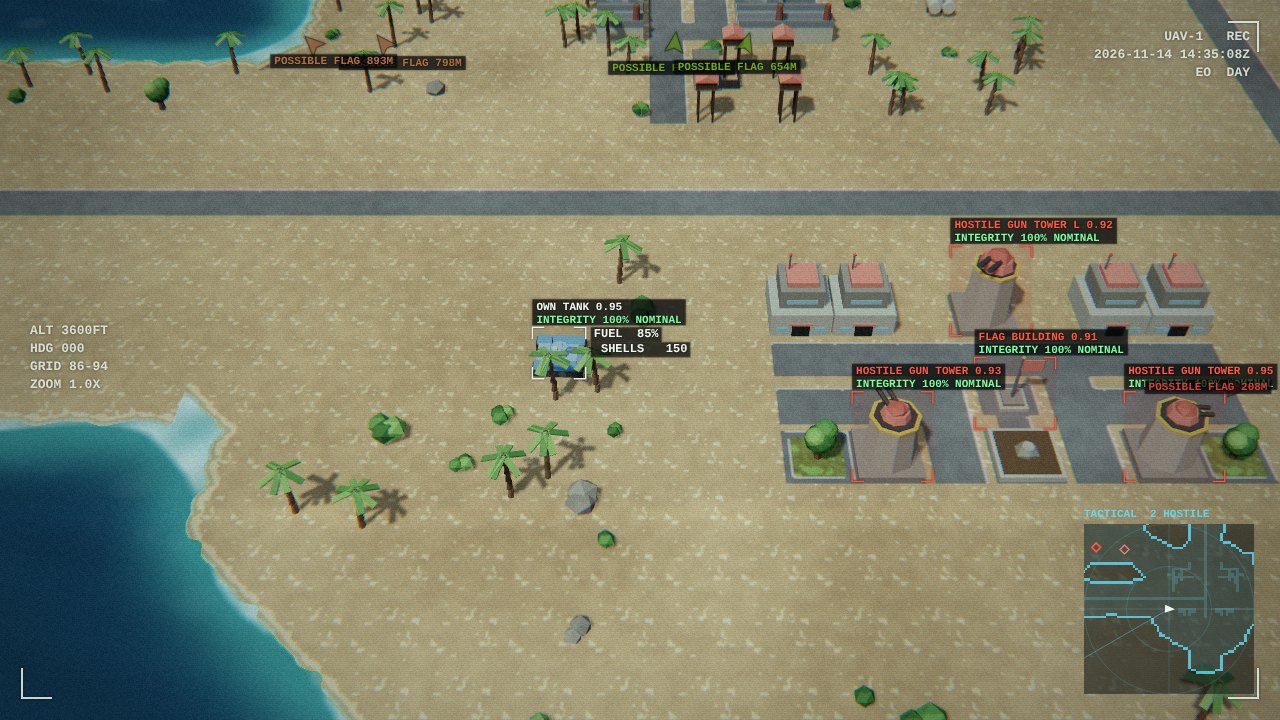 UAV-1 REC
2026-11-14 14:35:08Z
EO DAY
POSSIBLE FLAG 893M
FLAG 798M
POSSIBLE
POSSIBLE FLAG 654M
HOSTILE GUN TOWER L 0.92
INTEGRITY 100% NOMINAL
OWN TANK 0.95
INTEGRITY 100% NOMINAL
FUEL 85%
SHELLS 150
ALT 3600FT
HDG 000
GRID 86-94
ZOOM 1.0X
FLAG BUILDING 0.91
INTEGRITY 100% NOMINAL
HOSTILE GUN TOWER 0.93
INTEGRITY 100% NOMINAL
HOSTILE GUN TOWER 0.95
POSSIBLE FLAG 208M
TACTICAL 2 HOSTILE